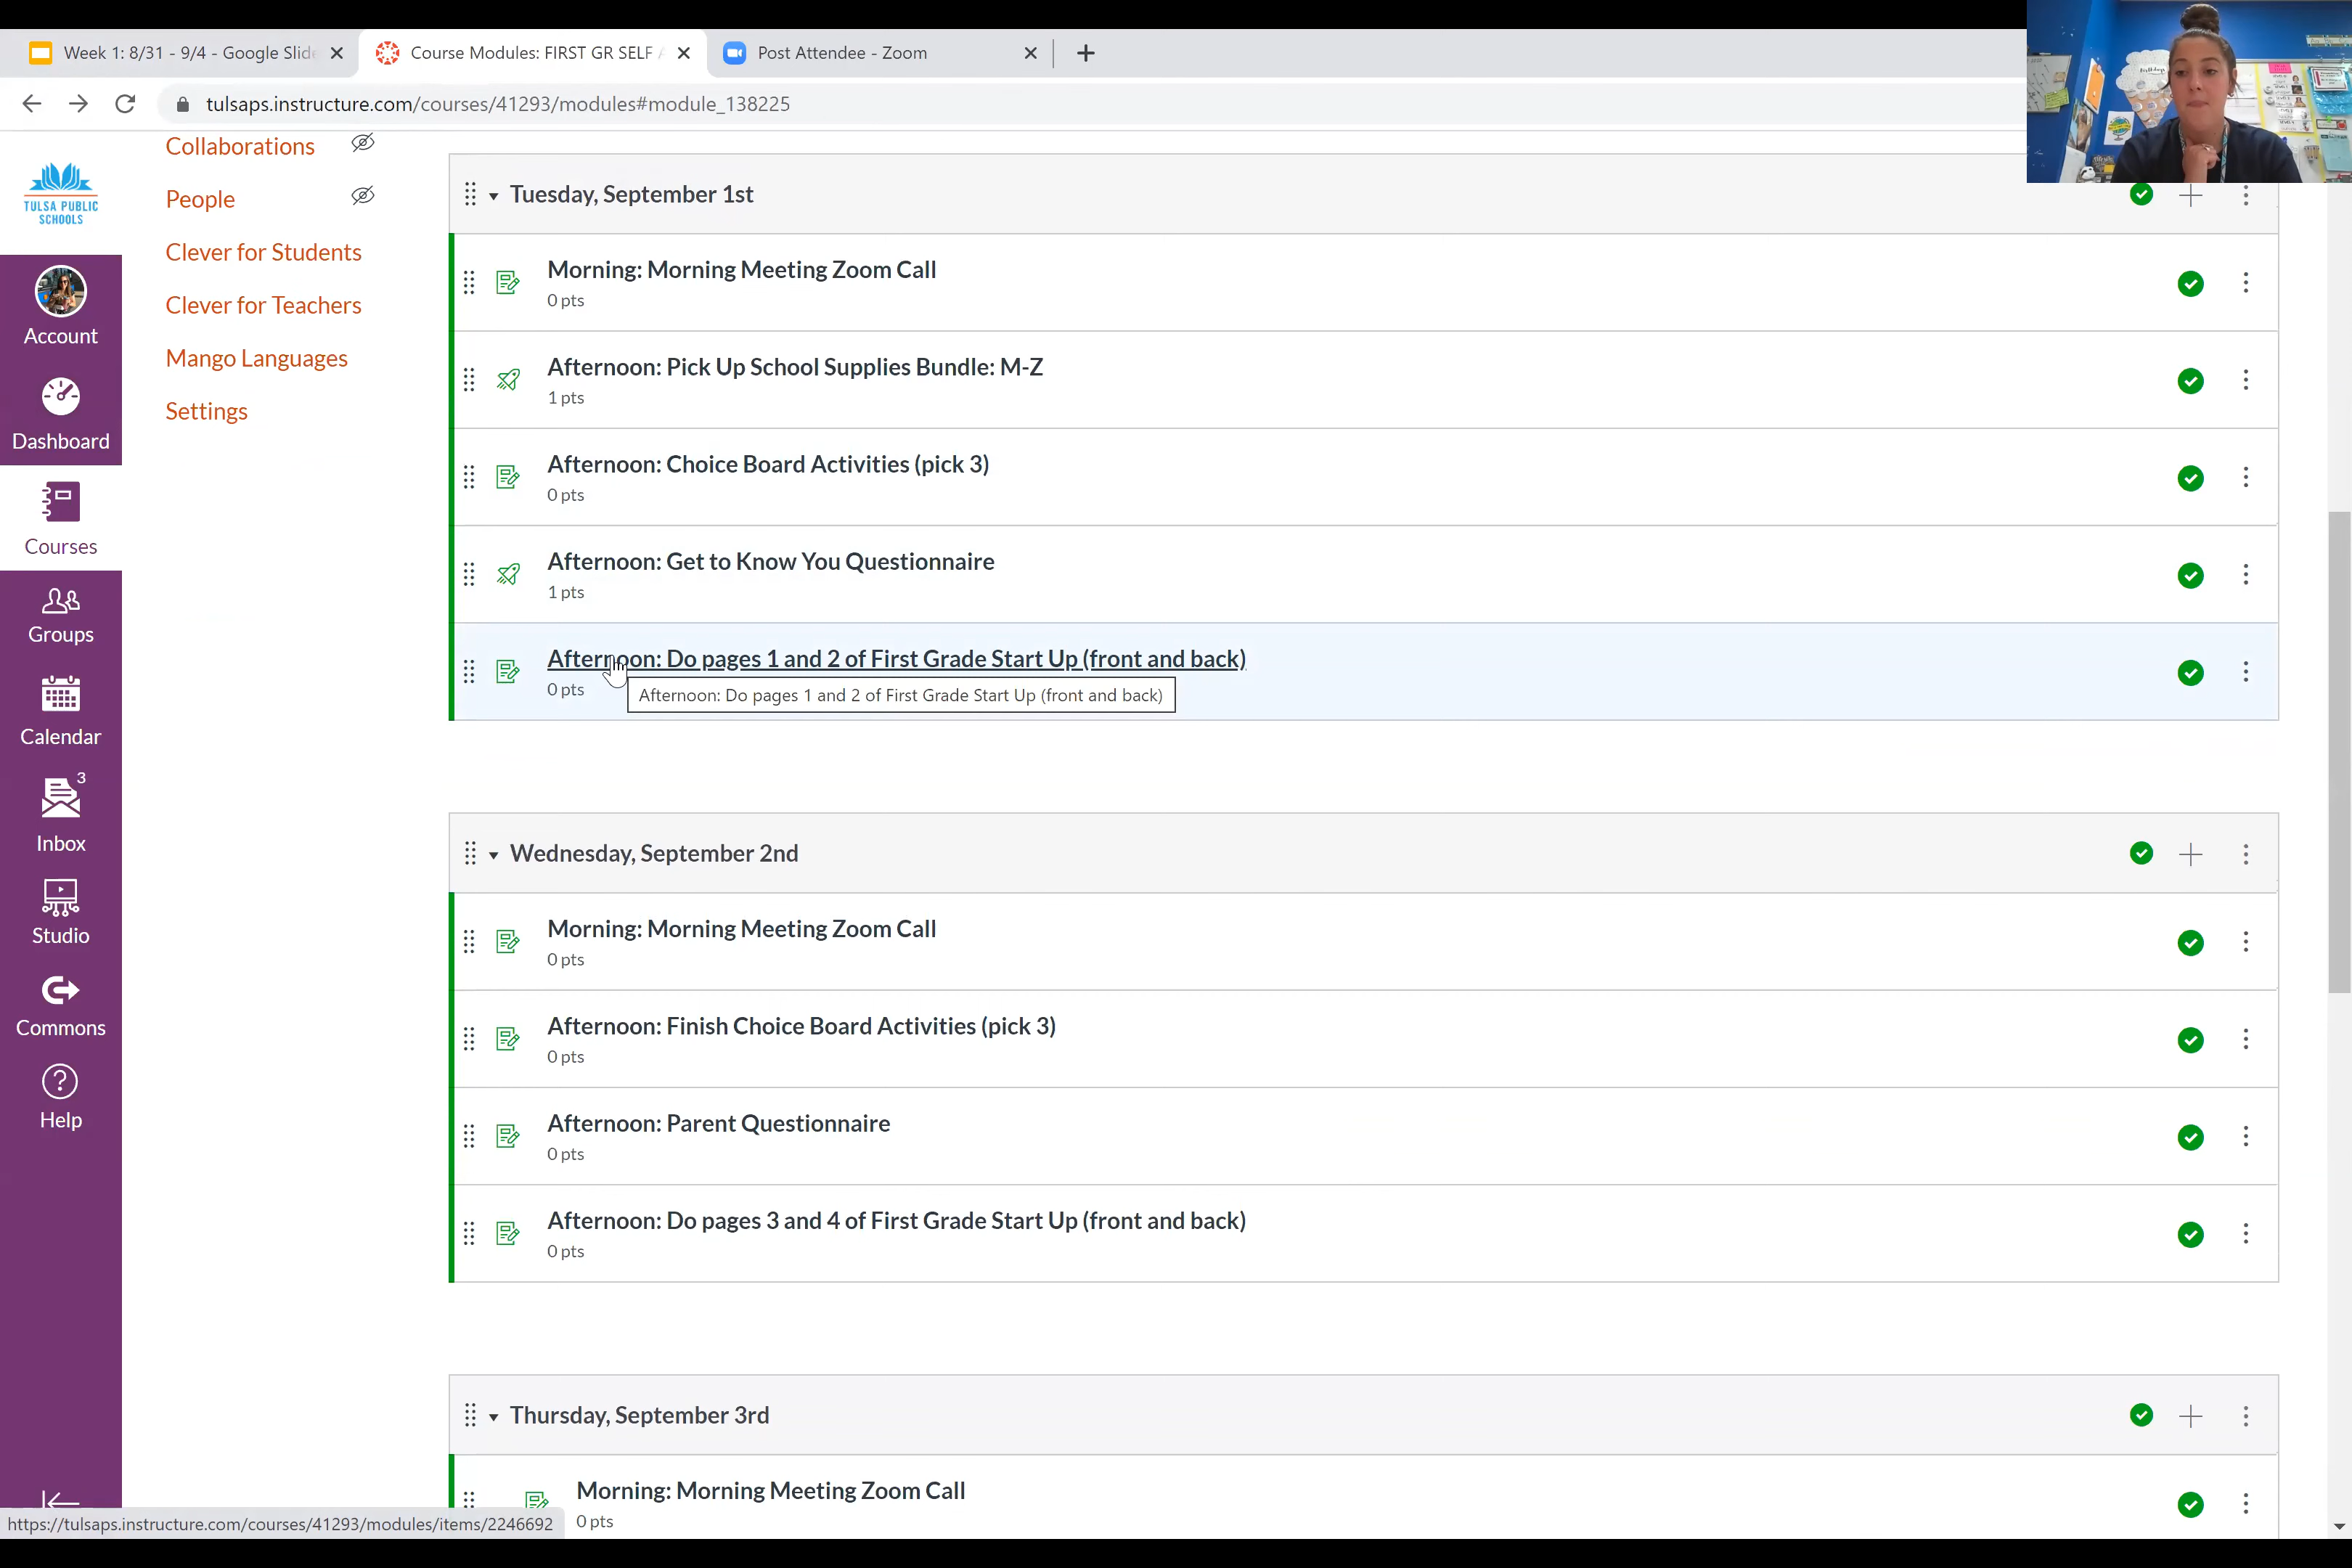 Week 1: 8/31 - 9/4 - Google Slide
Course Modules: FIRST GR SELF
Post Attendee - Zoom
tulsaps.instructure.com/courses/41293/modules#module_138225
TULSA PUBLIC
SCHOOLS
Account
Dashboard
Courses
Groups
Calendar
3
Inbox
Studio
Commons
Help
Collaborations
People
Clever for Students
Clever for Teachers
Mango Languages
Settings
Tuesday, September 1st
Morning: Morning Meeting Zoom Call
0 pts
Afternoon: Pick Up School Supplies Bundle: M-Z
1 pts
Afternoon: Choice Board Activities (pick 3)
0 pts
Afternoon: Get to Know You Questionnaire
1 pts
Afternoon: Do pages 1 and 2 of First Grade Start Up (front and back)
0 pts
Afternoon: Do pages 1 and 2 of First Grade Start Up (front and back)
Wednesday, September 2nd
Morning: Morning Meeting Zoom Call
0 pts
Afternoon: Finish Choice Board Activities (pick 3)
0 pts
Afternoon: Parent Questionnaire
0 pts
Afternoon: Do pages 3 and 4 of First Grade Start Up (front and back)
0 pts
Thursday, September 3rd
Morning: Morning Meeting Zoom Call
0 pts
https://tulsaps.instructure.com/courses/41293/modules/items/2246692